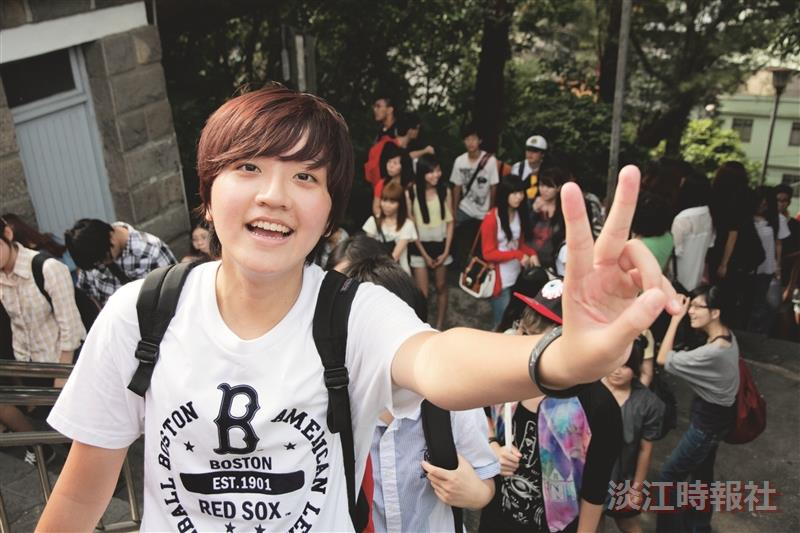 B
BOSTON AMERICAN
BOSTON
EST.1901
RED SOX
淡江時報社